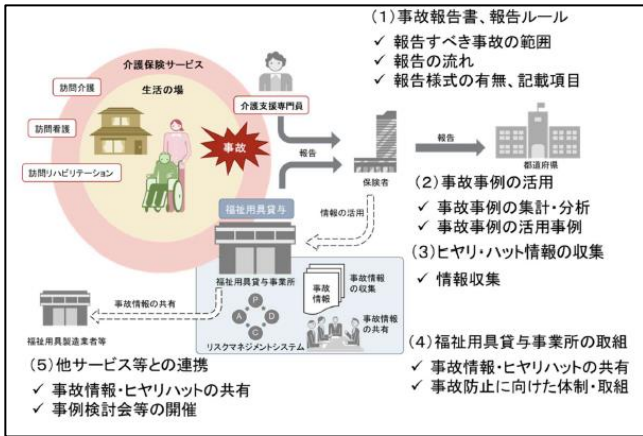 (1)事故報告書、報告ルール
✓ 報告すべき事故の範囲
✓ 報告の流れ
✓ 報告様式の有無、記載項目
介護保険サービス
生活の場
訪問介護
訪問看護
訪問リハビリテーション
事故
介護支援専門員
報告
保険者
報告
都道府県
(2)事故事例の活用
✓ 事故事例の集計・分析
✓ 事故事例の活用事例
(3)ヒヤリ・ハット情報の収集
✓ 情報収集
福祉用具貸与
情報の活用
福祉用具貸与事業所
事故
情報
事故情報
の収集
P
D
C
A
事故情報
の共有
リスクマネジメントシステム
事故情報の共有
福祉用具製造業者等
(4)福祉用具貸与事業所の取組
✓ 事故情報・ヒヤリハットの共有
✓ 事故防止に向けた体制・取組
(5)他サービス等との連携
✓ 事故情報・ヒヤリハットの共有
✓ 事例検討会等の開催